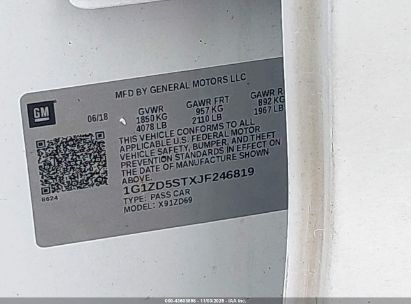 MFD BY GENERAL MOTORS LLC
GM
06/18 GVWR GAWR FRT GAWR R
1850KG 957 KG 892 KG
4078 LB 2110 LB 1967 LB
THIS VEHICLE CONFORMS TO ALL
APPLICABLE U.S. FEDERAL MOTOR
VEHICLE SAFETY, BUMPER, AND THEFT
PREVENTION STANDARDS IN EFFECT ON
THE DATE OF MANUFACTURE SHOWN
ABOVE.
1G1ZD5STXJF246819
TYPE: PASS CAR
MODEL: X91ZD69
8624